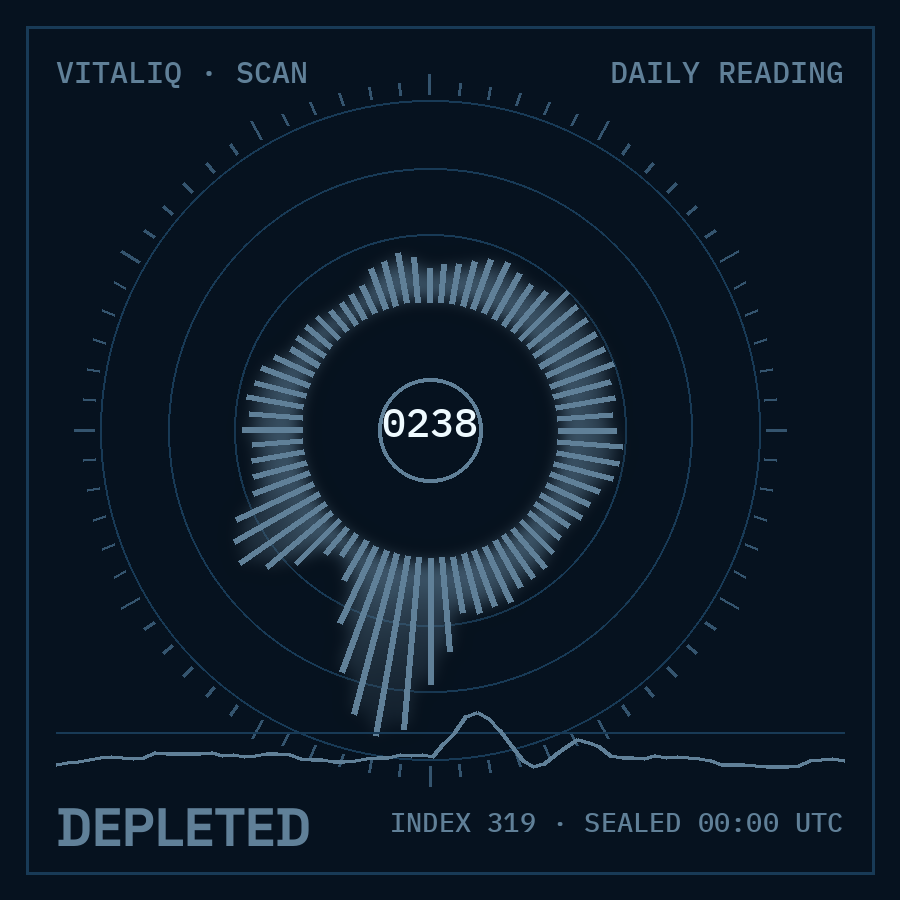 VITALIQ · SCAN
DAILY READING
0238
DEPLETED
INDEX 319 · SEALED 00:00 UTC